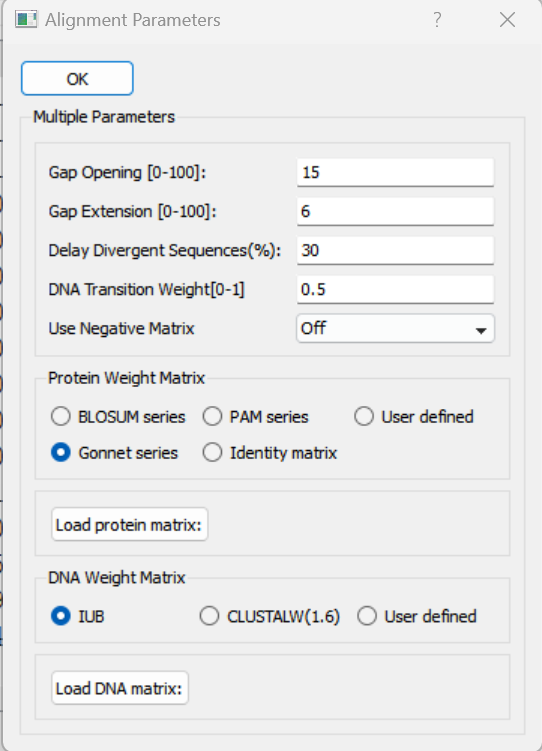 Alignment Parameters ?
OK
Multiple Parameters
Gap Opening [0-100]: 15
Gap Extension [0-100]: 6
Delay Divergent Sequences(%): 30
DNA Transition Weight[0-1] 0.5
Use Negative Matrix Off
Protein Weight Matrix
BLOSUM series PAM series User defined
Gonnet series Identity matrix
Load protein matrix:
DNA Weight Matrix
IUB CLUSTALW(1.6) User defined
Load DNA matrix: